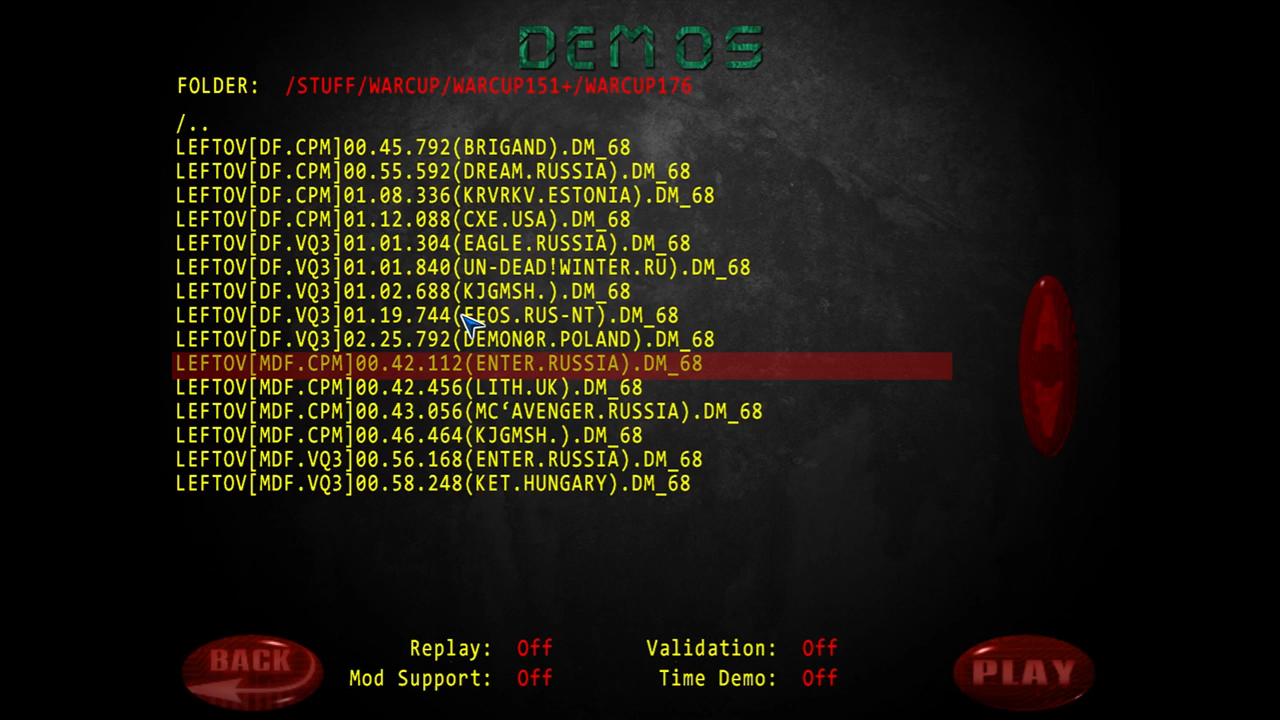 DEMOS
FOLDER: /STUFF/WARCUP/WARCUP151+/WARCUP176
/..
LEFTOV[DF.CPM]00.45.792(BRIGAND).DM_68
LEFTOV[DF.CPM]00.55.592(DREAM.RUSSIA).DM_68
LEFTOV[DF.CPM]01.08.336(KRVRKV.ESTONIA).DM_68
LEFTOV[DF.CPM]01.12.088(CXE.USA).DM_68
LEFTOV[DF.VQ3]01.01.304(EAGLE.RUSSIA).DM_68
LEFTOV[DF.VQ3]01.01.840(UN-DEAD!WINTER.RU).DM_68
LEFTOV[DF.VQ3]01.02.688(KJGMSH.).DM_68
LEFTOV[DF.VQ3]01.19.744(EEOS.RUS-NT).DM_68
LEFTOV[DF.VQ3]02.25.792(DEMON0R.POLAND).DM_68
LEFTOV[MDF.CPM]00.42.112(ENTER.RUSSIA).DM_68
LEFTOV[MDF.CPM]00.42.456(LITH.UK).DM_68
LEFTOV[MDF.CPM]00.43.056(MC‘AVENGER.RUSSIA).DM_68
LEFTOV[MDF.CPM]00.46.464(KJGMSH.).DM_68
LEFTOV[MDF.VQ3]00.56.168(ENTER.RUSSIA).DM_68
LEFTOV[MDF.VQ3]00.58.248(KET.HUNGARY).DM_68
Replay: Off Validation: Off
Mod Support: Off Time Demo: Off
BACK
PLAY